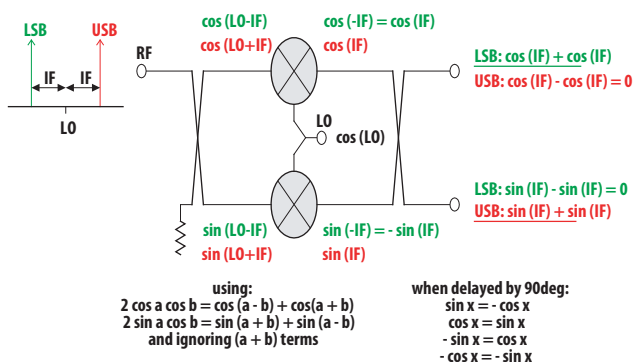 LSB
USB
IF
IF
LO
RF
cos (LO-IF)
cos (LO+IF)
cos (-IF) = cos (IF)
cos (IF)
LSB: cos (IF) + cos (IF)
USB: cos (IF) - cos (IF) = 0
LO
cos (LO)
sin (LO-IF)
sin (LO+IF)
sin (-IF) = - sin (IF)
sin (IF)
LSB: sin (IF) - sin (IF) = 0
USB: sin (IF) + sin (IF)
using:
2 cos a cos b = cos (a - b) + cos(a + b)
2 sin a cos b = sin (a + b) + sin (a - b)
and ignoring (a + b) terms
when delayed by 90deg:
sin x = - cos x
cos x = sin x
- sin x = cos x
- cos x = - sin x